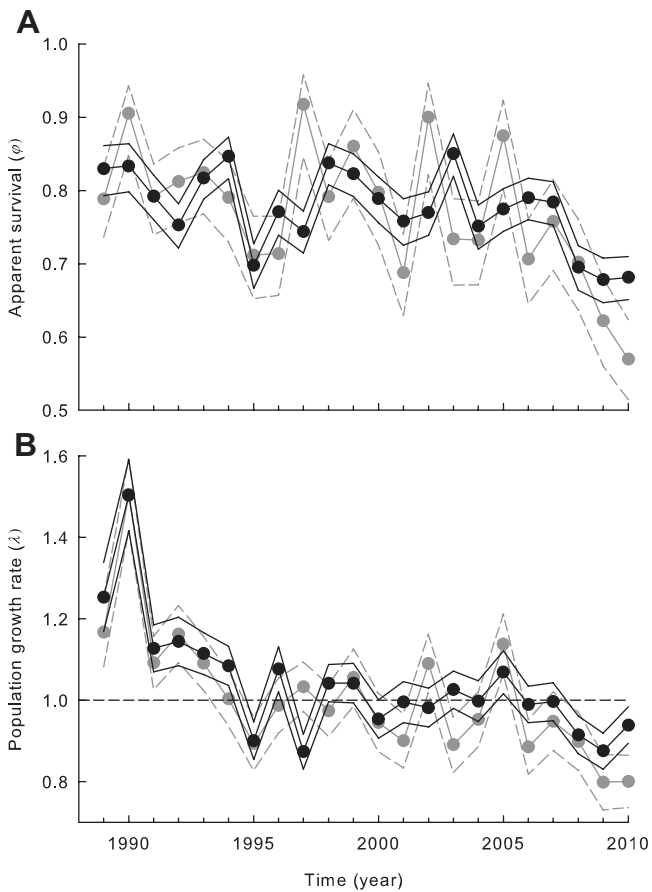 A
1.0
0.9
0.8
0.7
0.6
0.5
Apparent survival (φ)
B
1.6
1.4
1.2
1.0
0.8
Population growth rate (λ)
1990 1995 2000 2005 2010
Time (year)